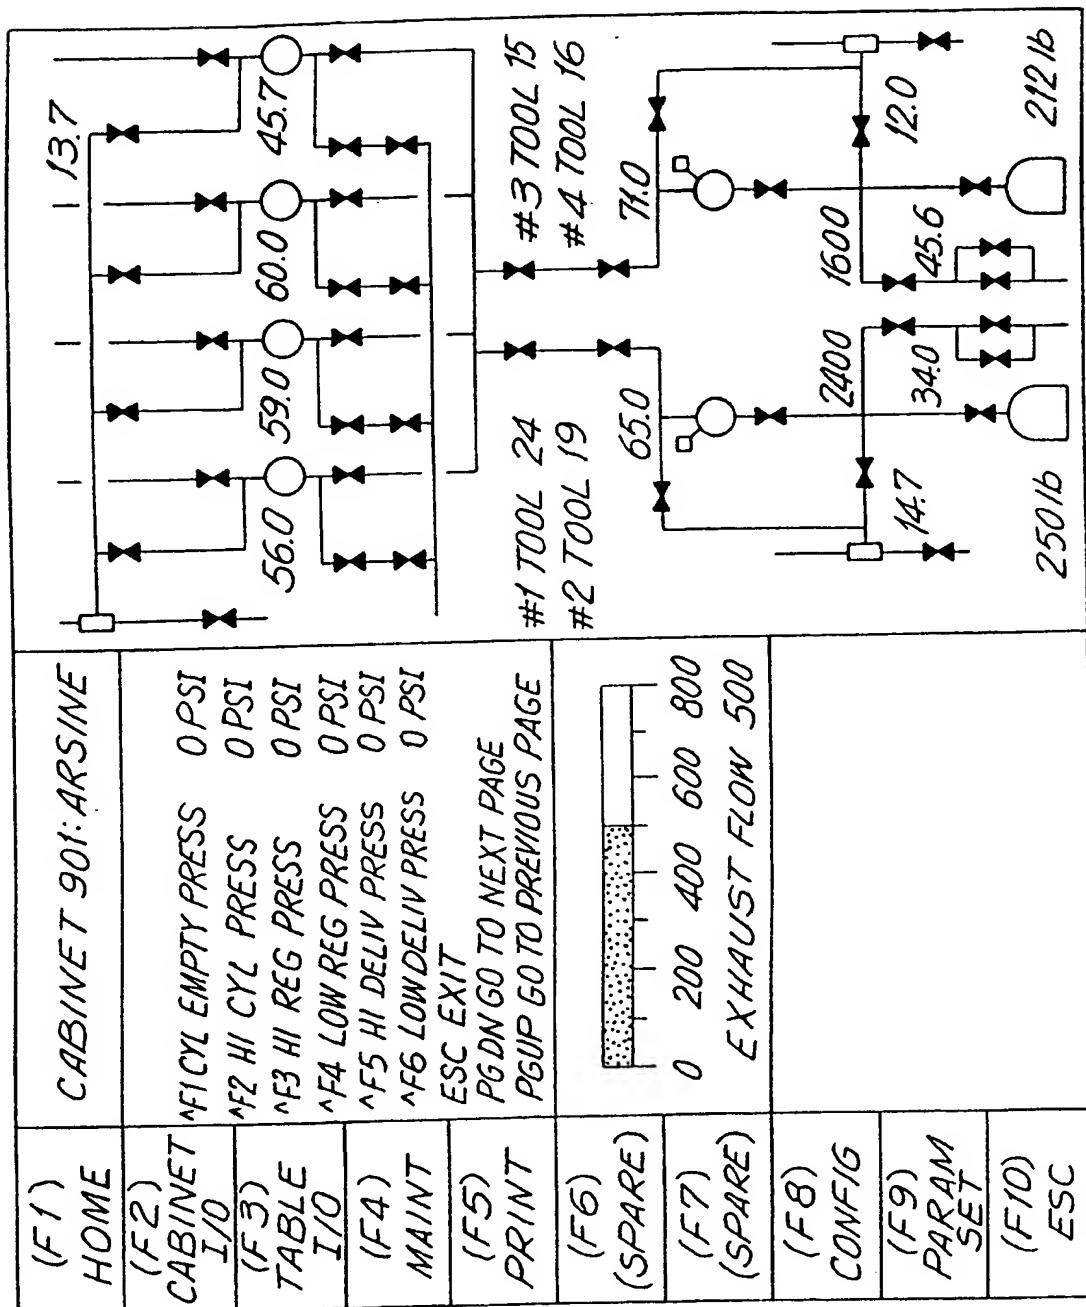 (F1)
HOME
(F2)
CABINET
I/O
(F3)
TABLE
I/O
(F4)
MAINT
(F5)
PRINT
(F6)
(SPARE)
(F7)
(SPARE)
(F8)
CONFIG
(F9)
PARAM
SET
(F10)
ESC
CABINET 901: ARSINE
^F1 CYL EMPTY PRESS 0 PSI
^F2 HI CYL PRESS 0 PSI
^F3 HI REG PRESS 0 PSI
^F4 LOW REG PRESS 0 PSI
^F5 HI DELIV PRESS 0 PSI
^F6 LOW DELIV PRESS 0 PSI
ESC EXIT
PG DN GO TO NEXT PAGE
PGUP GO TO PREVIOUS PAGE
0 200 400 600 800
EXHAUST FLOW 500
13.7
56.0 59.0 60.0 45.7
#1 TOOL 24
#2 TOOL 19
#3 TOOL 15
#4 TOOL 16
65.0
71.0
14.7
2400
1600
12.0
34.0
45.6
250 lb
212 lb